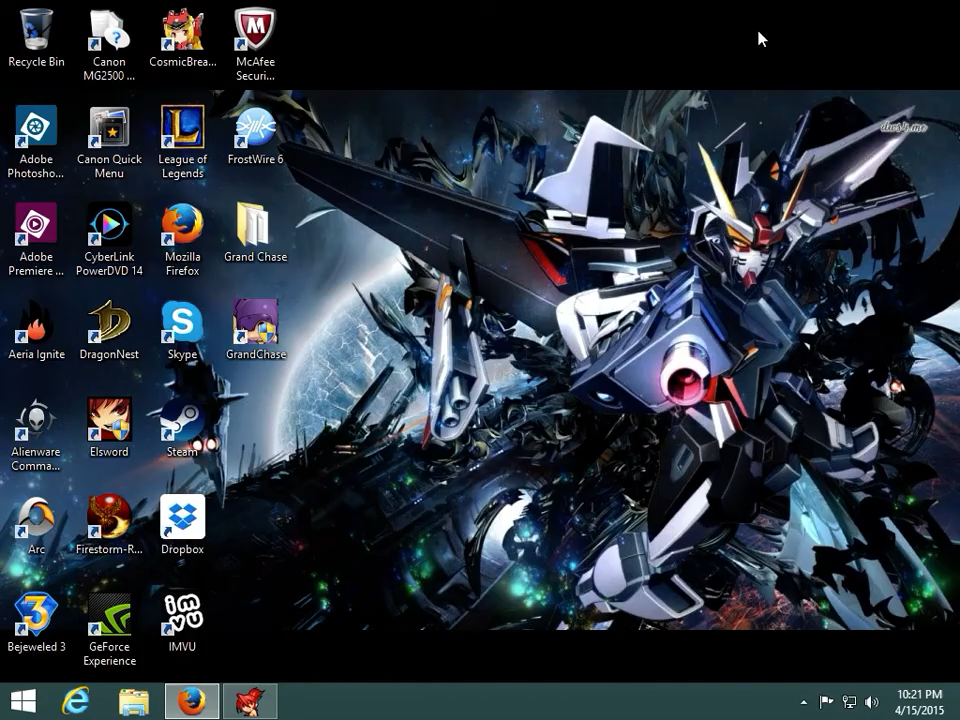 Recycle Bin
Canon
MG2500 ...
CosmicBrea...
McAfee
Securi...
Adobe
Photosho...
Canon Quick
Menu
League of
Legends
FrostWire 6
Adobe
Premiere ...
CyberLink
PowerDVD 14
Mozilla
Firefox
Grand Chase
Aeria Ignite
DragonNest
Skype
GrandChase
Alienware
Comma...
Elsword
Steam
Arc
Firestorm-R...
Dropbox
Bejeweled 3
GeForce
Experience
imvu
IMVU
10:21 PM
4/15/2015